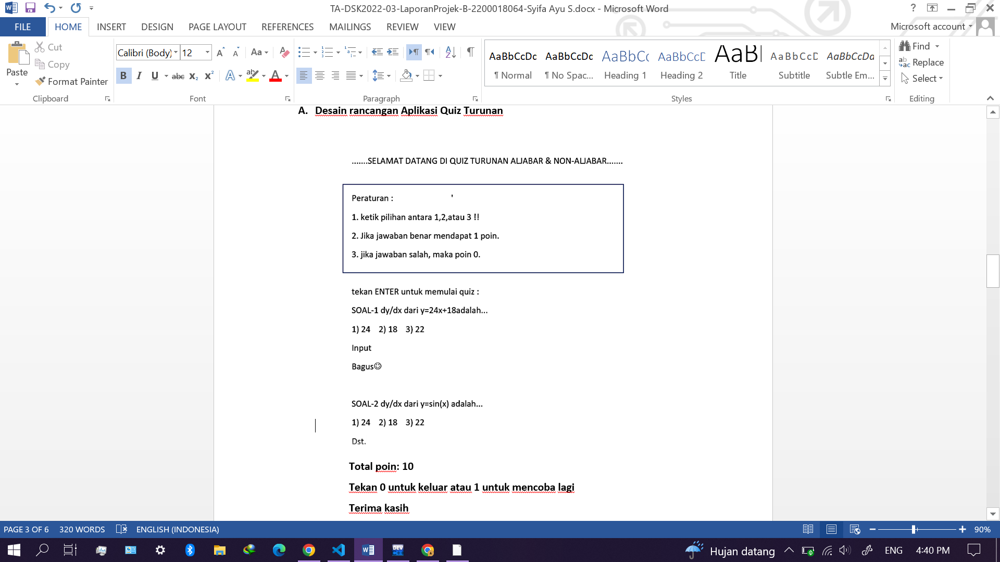 TA-DSK2022-03-LaporanProjek-B-2200018064-Syifa Ayu S.docx - Microsoft Word
FILE HOME INSERT DESIGN PAGE LAYOUT REFERENCES MAILINGS REVIEW VIEW Microsoft account
Paste
Cut
Copy
Format Painter
Clipboard
Calibri (Body) 12
Font
Paragraph
AaBbCcDc AaBbCcDc AaBbCc AaBbCcD AaBl AaBbCcD AaBbCcDa
¶ Normal ¶ No Spac... Heading 1 Heading 2 Title Subtitle Subtle Em...
Styles
Find
Replace
Select
Editing
A. Desain rancangan Aplikasi Quiz Turunan
.......SELAMAT DATANG DI QUIZ TURUNAN ALJABAR & NON-ALJABAR.......
Peraturan : '
1. ketik pilihan antara 1,2,atau 3 !!
2. Jika jawaban benar mendapat 1 poin.
3. jika jawaban salah, maka poin 0.
tekan ENTER untuk memulai quiz :
SOAL-1 dy/dx dari y=24x+18adalah...
1) 24 2) 18 3) 22
Input
Bagus☺
SOAL-2 dy/dx dari y=sin(x) adalah...
1) 24 2) 18 3) 22
Dst.
Total poin: 10
Tekan 0 untuk keluar atau 1 untuk mencoba lagi
Terima kasih
PAGE 3 OF 6 320 WORDS ENGLISH (INDONESIA) 90%
Hujan datang ENG 4:40 PM